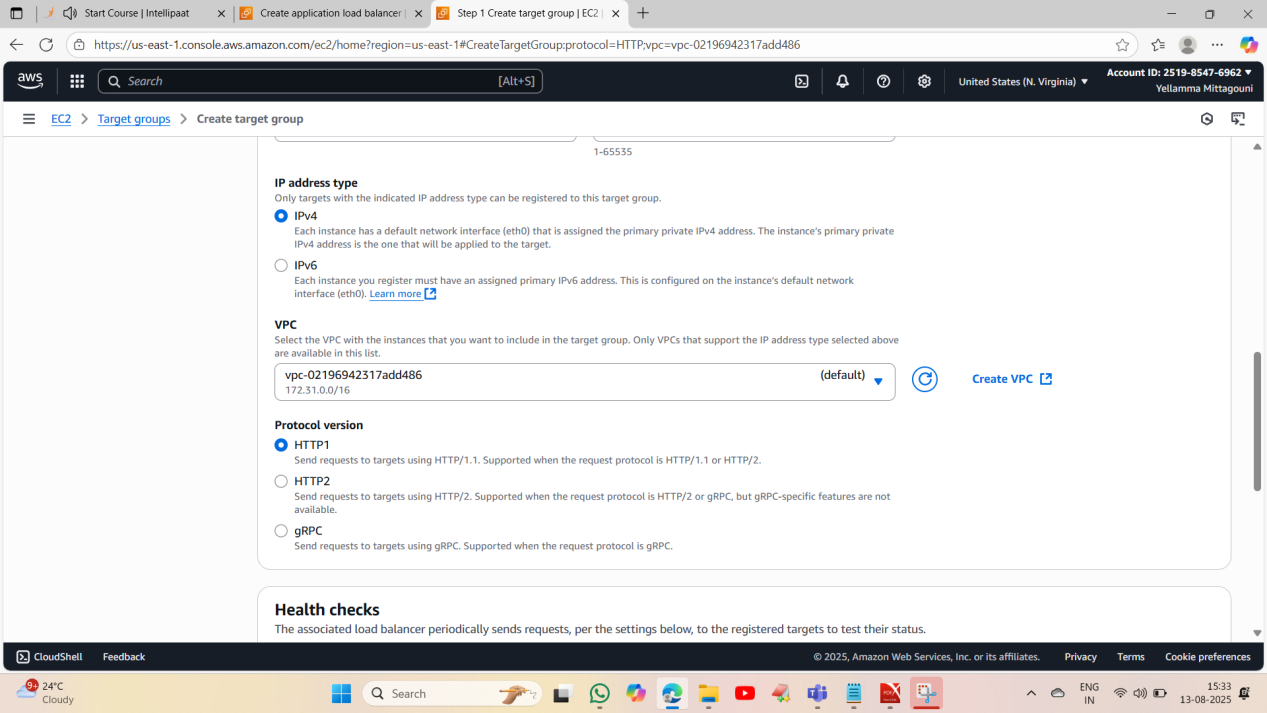 Start Course | Intellipaat
Create application load balancer |
Step 1 Create target group | EC2 |
https://us-east-1.console.aws.amazon.com/ec2/home?region=us-east-1#CreateTargetGroup:protocol=HTTP;vpc=vpc-02196942317add486
aws
Search
[Alt+S]
United States (N. Virginia)
Account ID: 2519-8547-6962
Yellamma Mittagouni
EC2
Target groups
Create target group
1-65535
IP address type
Only targets with the indicated IP address type can be registered to this target group.
IPv4
Each instance has a default network interface (eth0) that is assigned the primary private IPv4 address. The instance's primary private
IPv4 address is the one that will be applied to the target.
IPv6
Each instance you register must have an assigned primary IPv6 address. This is configured on the instance's default network
interface (eth0). Learn more
VPC
Select the VPC with the instances that you want to include in the target group. Only VPCs that support the IP address type selected above
are available in this list.
vpc-02196942317add486
(default)
172.31.0.0/16
Create VPC
Protocol version
HTTP1
Send requests to targets using HTTP/1.1. Supported when the request protocol is HTTP/1.1 or HTTP/2.
HTTP2
Send requests to targets using HTTP/2. Supported when the request protocol is HTTP/2 or gRPC, but gRPC-specific features are not
available.
gRPC
Send requests to targets using gRPC. Supported when the request protocol is gRPC.
Health checks
The associated load balancer periodically sends requests, per the settings below, to the registered targets to test their status.
CloudShell
Feedback
© 2025, Amazon Web Services, Inc. or its affiliates.
Privacy
Terms
Cookie preferences
9+
24°C
Cloudy
Search
ENG
IN
15:33
13-08-2025